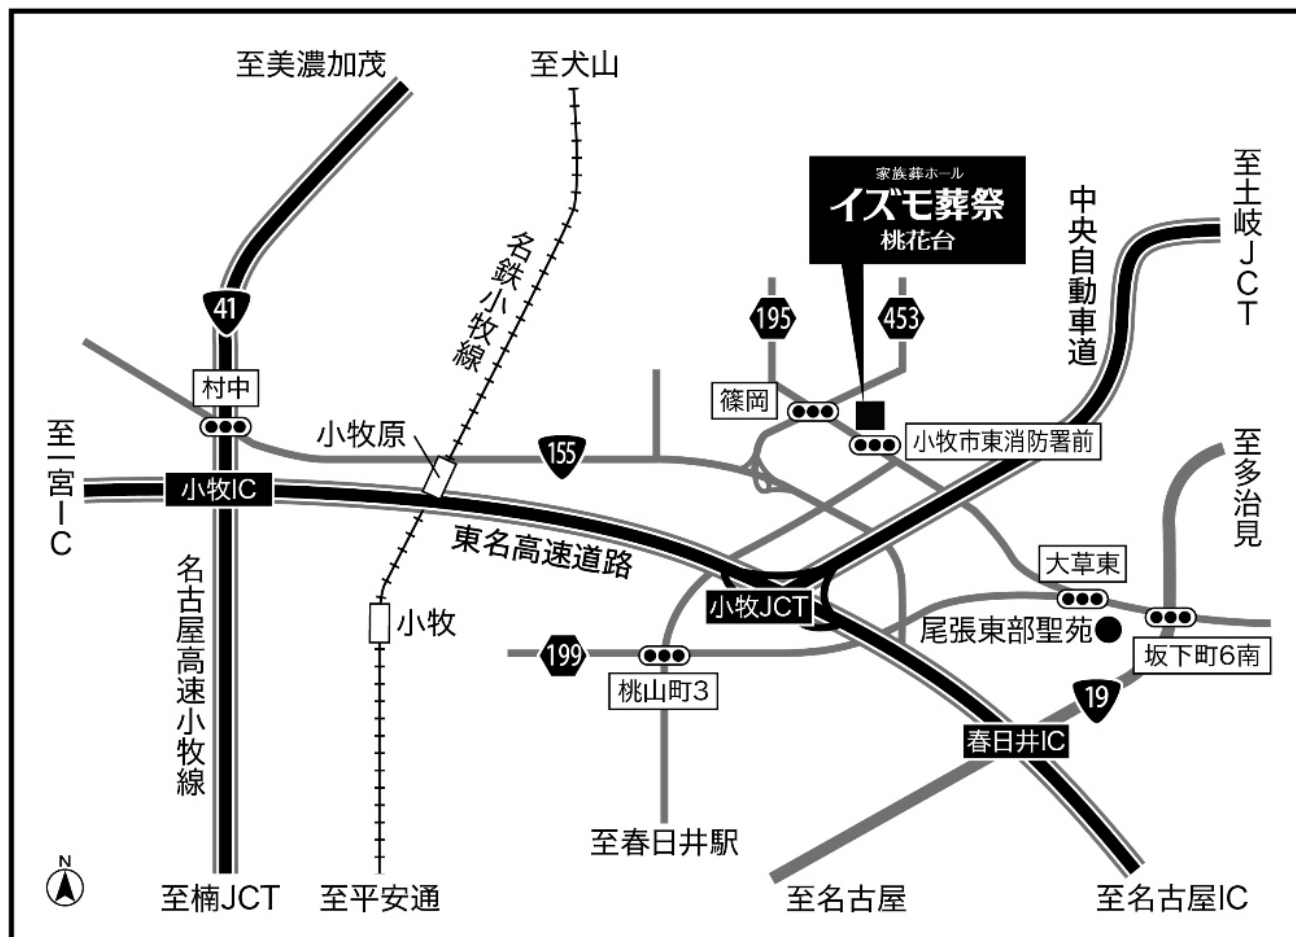 至美濃加茂
至犬山
家族葬ホール
イズモ葬祭
桃花台
至土岐JCT
中央自動車道
名鉄小牧線
41
195
453
村中
篠岡
小牧原
155
小牧市東消防署前
至一宮IC
小牧IC
至多治見
東名高速道路
大草東
名古屋高速小牧線
小牧JCT
小牧
尾張東部聖苑
199
坂下町6南
桃山町3
19
春日井IC
至春日井駅
N
至楠JCT
至平安通
至名古屋
至名古屋IC